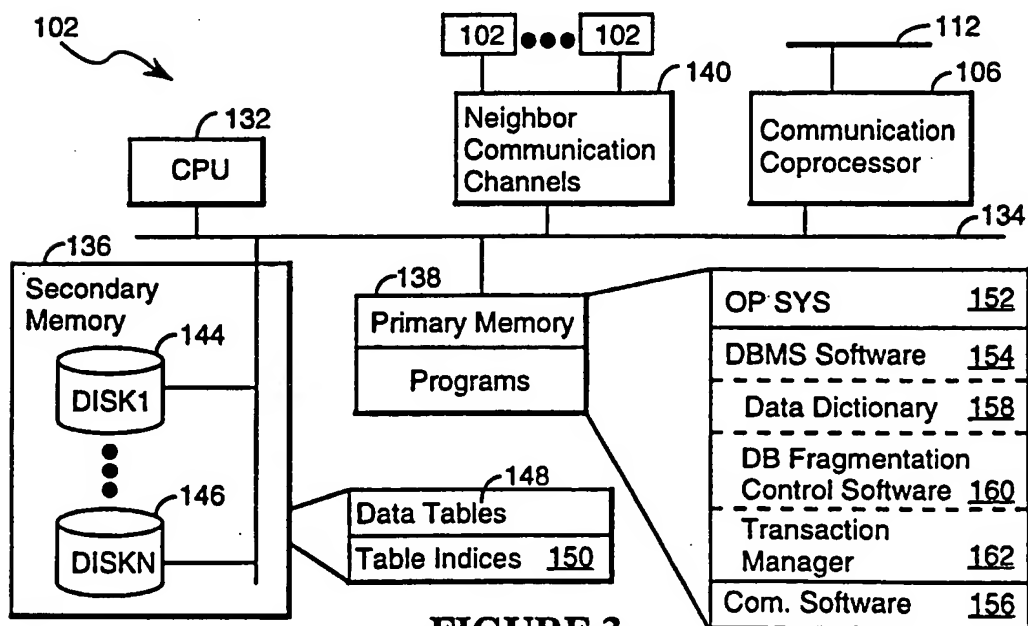 102
102 102
112
140
106
132
Neighbor
Communication
Channels
Communication
Coprocessor
CPU
134
136
138
Secondary
Memory
144
DISK1
146
DISKN
Primary Memory
Programs
148
Data Tables
Table Indices 150
OP SYS 152
DBMS Software 154
Data Dictionary 158
DB Fragmentation
Control Software 160
Transaction
Manager 162
Com. Software 156
FIGURE 3